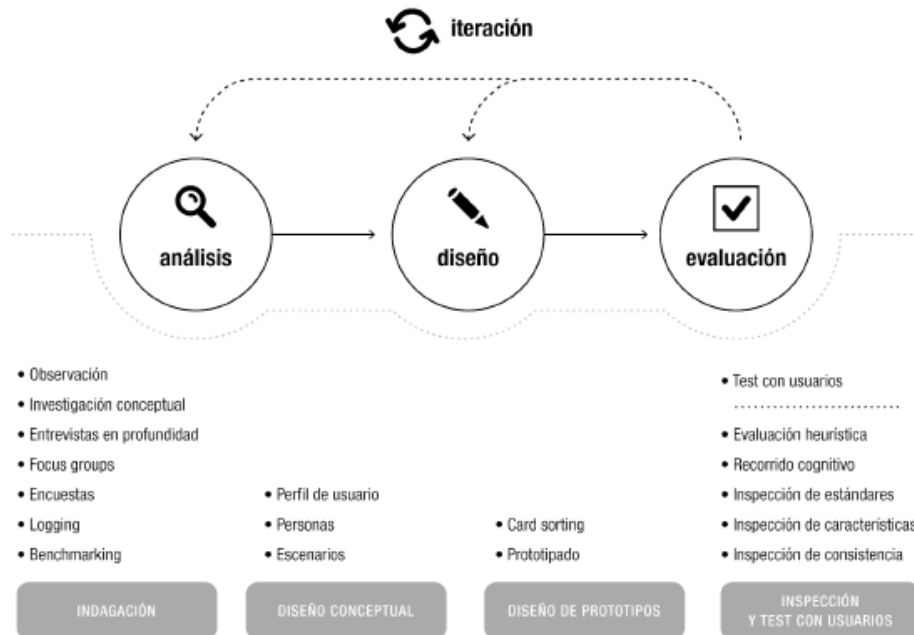 iteración
análisis
diseño
evaluación
• Observación
• Investigación conceptual
• Entrevistas en profundidad
• Focus groups
• Encuestas
• Logging
• Benchmarking
INDAGACIÓN
• Perfil de usuario
• Personas
• Escenarios
DISEÑO CONCEPTUAL
• Card sorting
• Prototipado
DISEÑO DE PROTOTIPOS
• Test con usuarios
• Evaluación heurística
• Recorrido cognitivo
• Inspección de estándares
• Inspección de características
• Inspección de consistencia
INSPECCIÓN
Y TEST CON USUARIOS